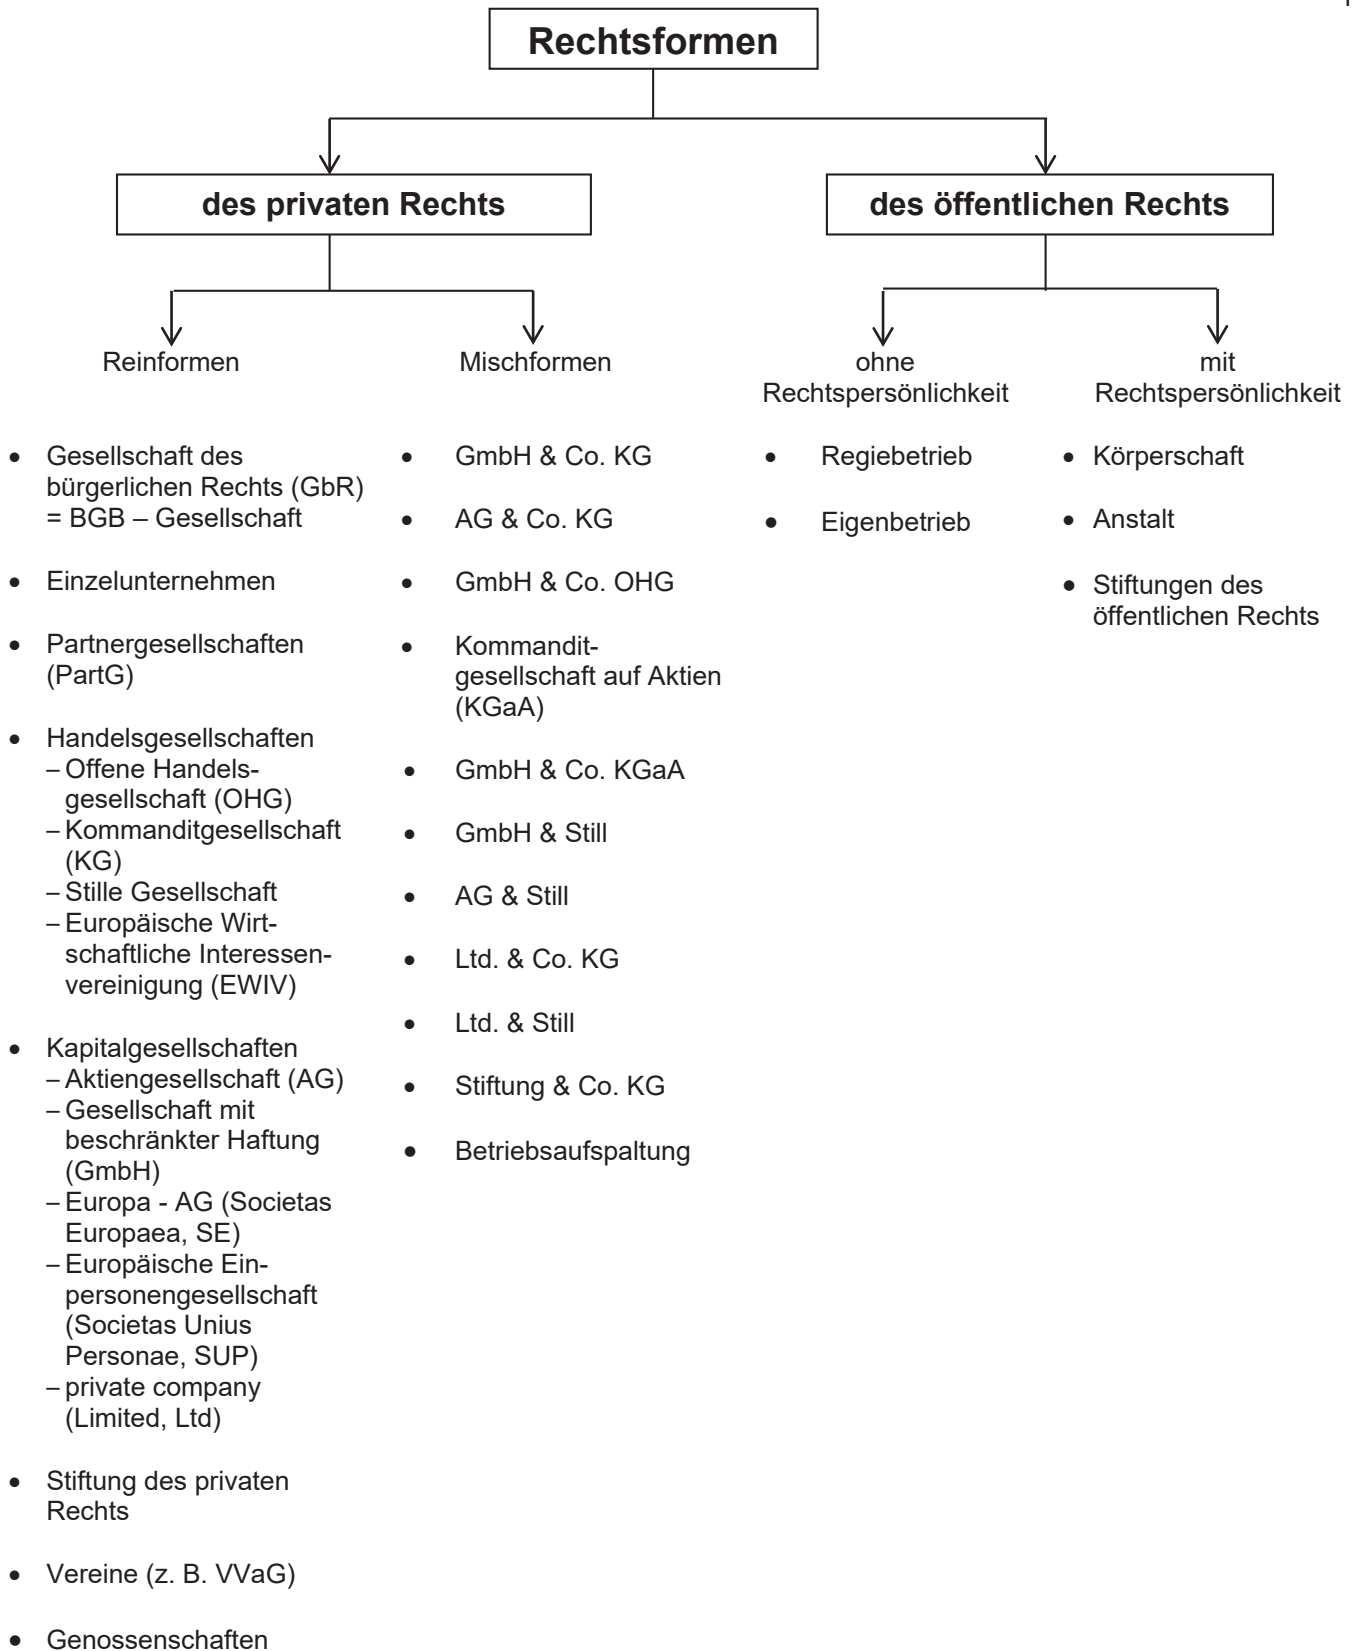 Rechtsformen
des privaten Rechts
des öffentlichen Rechts
Reinformen
Mischformen
ohne
Rechtspersönlichkeit
mit
Rechtspersönlichkeit
• Gesellschaft des
bürgerlichen Rechts (GbR)
= BGB – Gesellschaft
• Einzelunternehmen
• Partnergesellschaften
(PartG)
• Handelsgesellschaften
– Offene Handels-
gesellschaft (OHG)
– Kommanditgesellschaft
(KG)
– Stille Gesellschaft
– Europäische Wirt-
schaftliche Interessen-
vereinigung (EWIV)
• Kapitalgesellschaften
– Aktiengesellschaft (AG)
– Gesellschaft mit
beschränkter Haftung
(GmbH)
– Europa - AG (Societas
Europaea, SE)
– Europäische Ein-
personengesellschaft
(Societas Unius
Personae, SUP)
– private company
(Limited, Ltd)
• Stiftung des privaten
Rechts
• Vereine (z. B. VVaG)
• Genossenschaften
• GmbH & Co. KG
• AG & Co. KG
• GmbH & Co. OHG
• Kommandit-
gesellschaft auf Aktien
(KGaA)
• GmbH & Co. KGaA
• GmbH & Still
• AG & Still
• Ltd. & Co. KG
• Ltd. & Still
• Stiftung & Co. KG
• Betriebsaufspaltung
• Regiebetrieb
• Eigenbetrieb
• Körperschaft
• Anstalt
• Stiftungen des
öffentlichen Rechts